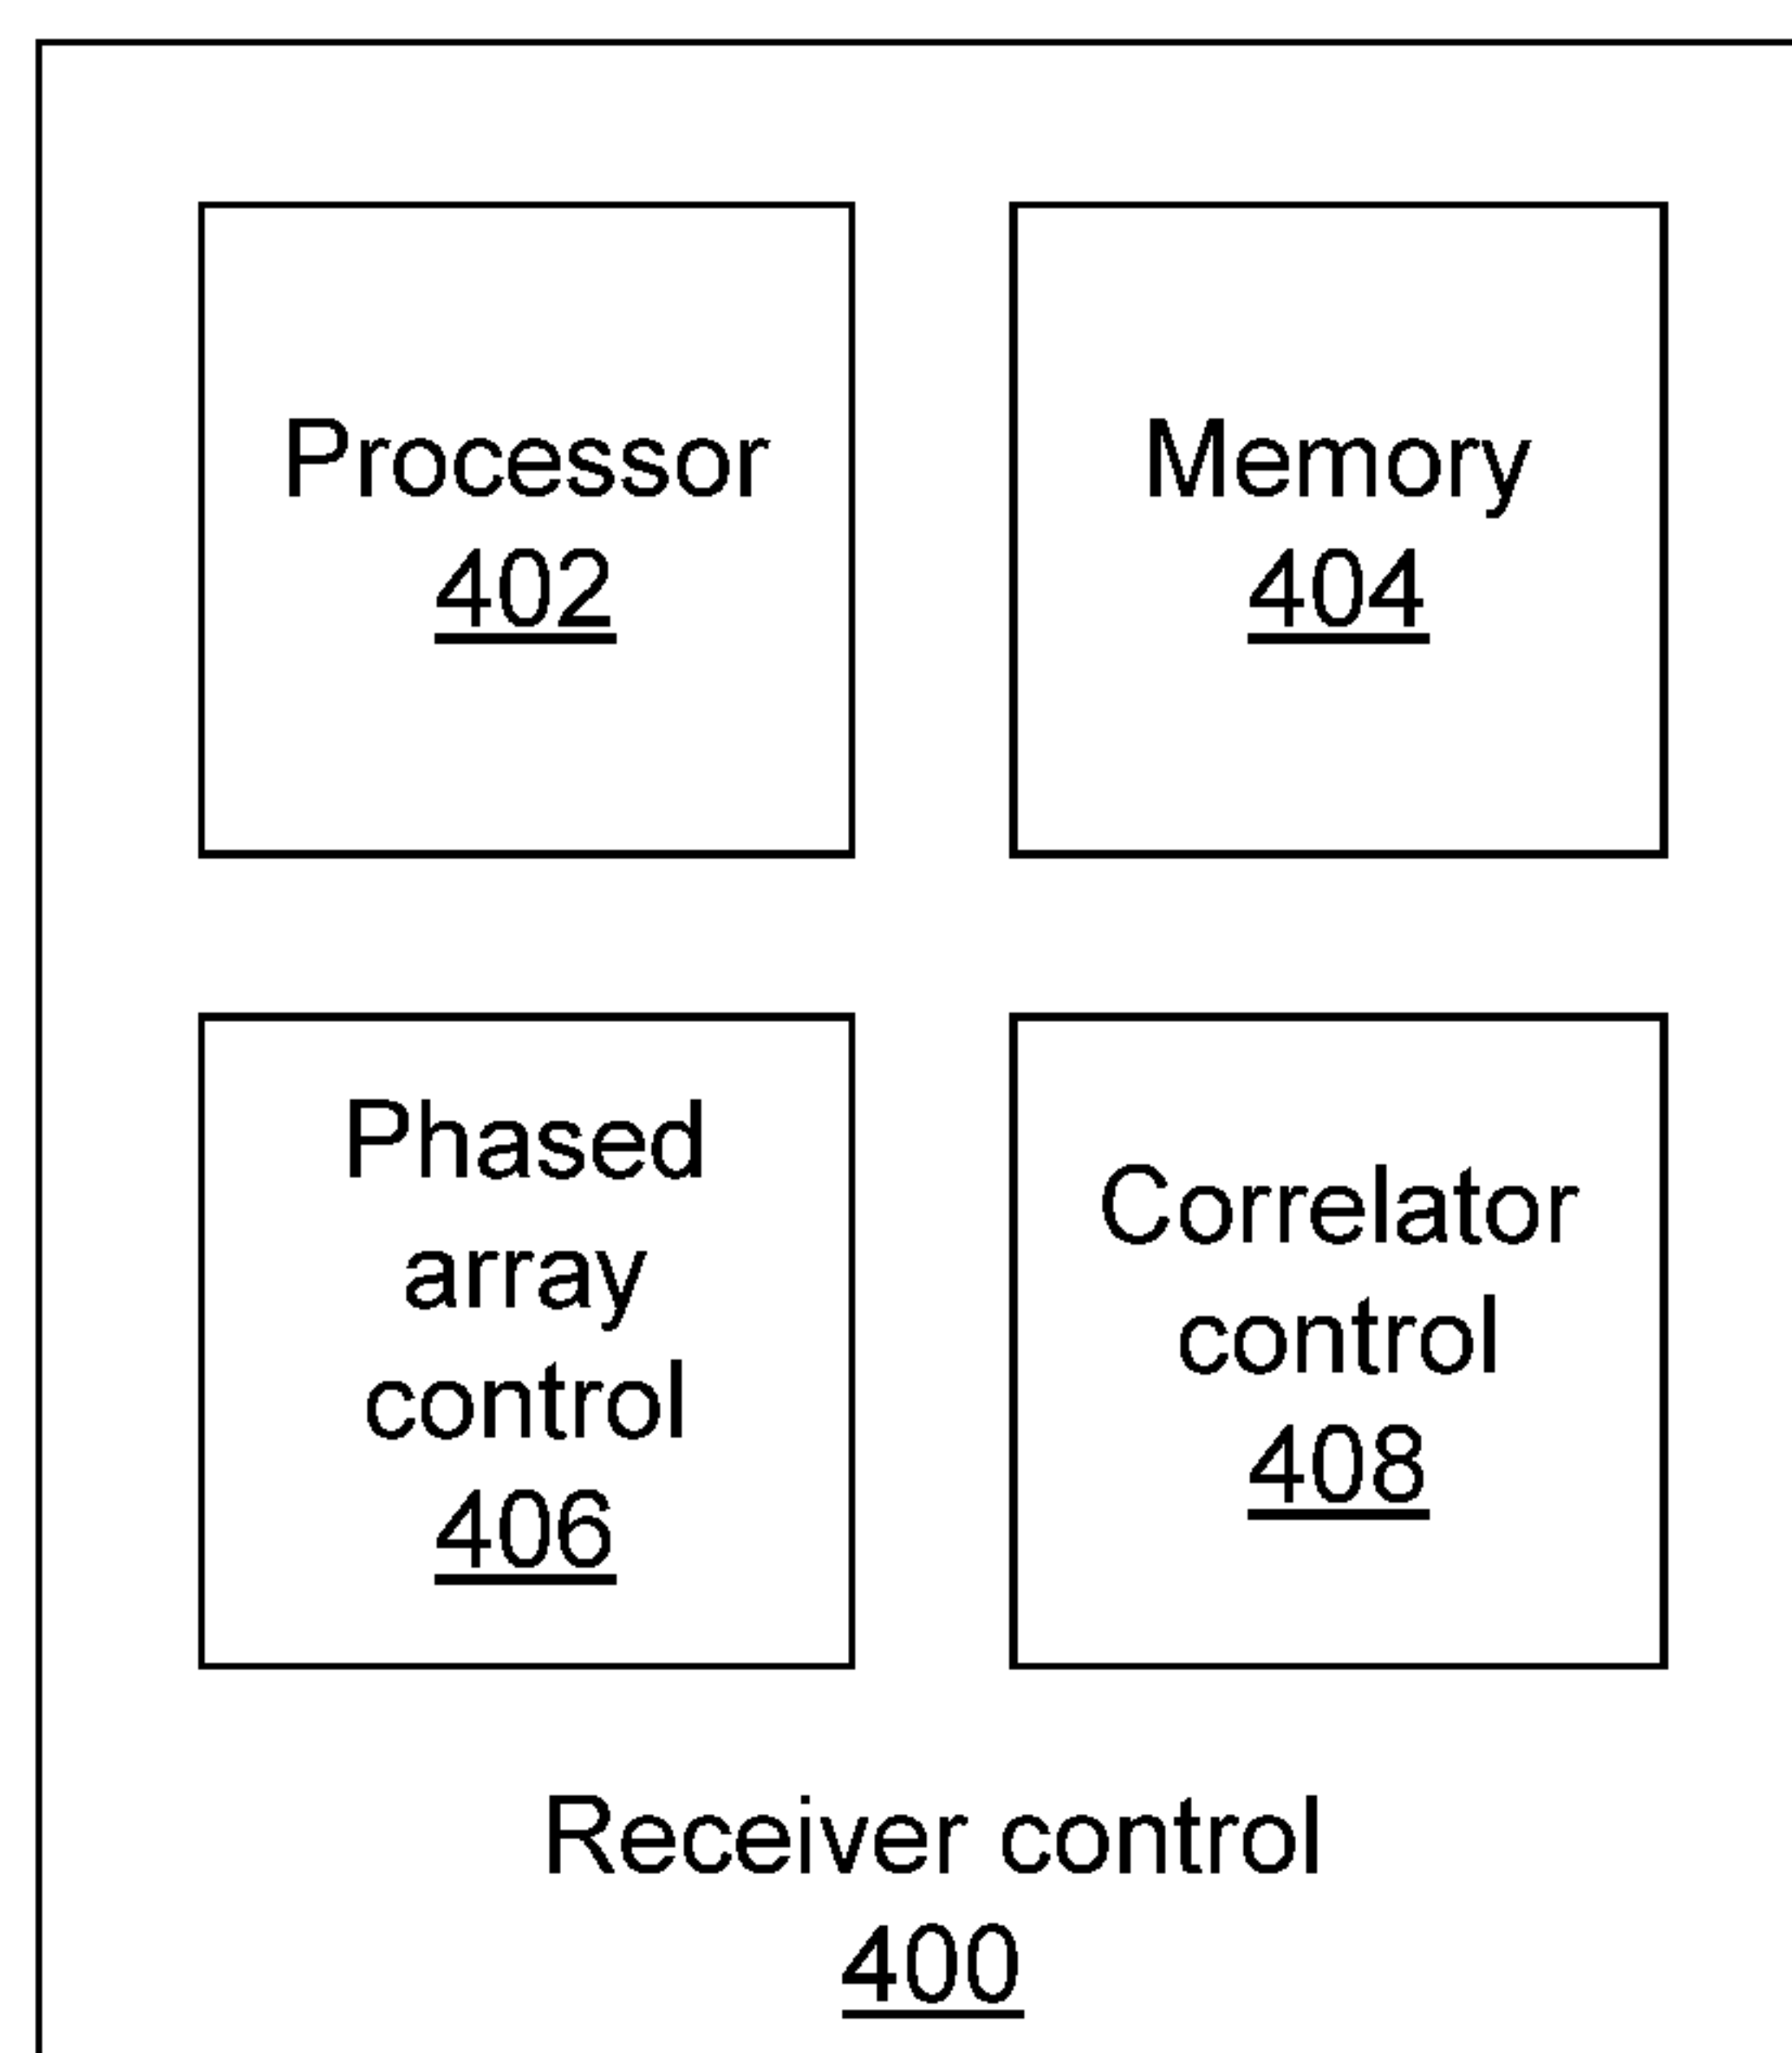 Processor
402
Memory
404
Phased
array
control
406
Correlator
control
408
Receiver control
400